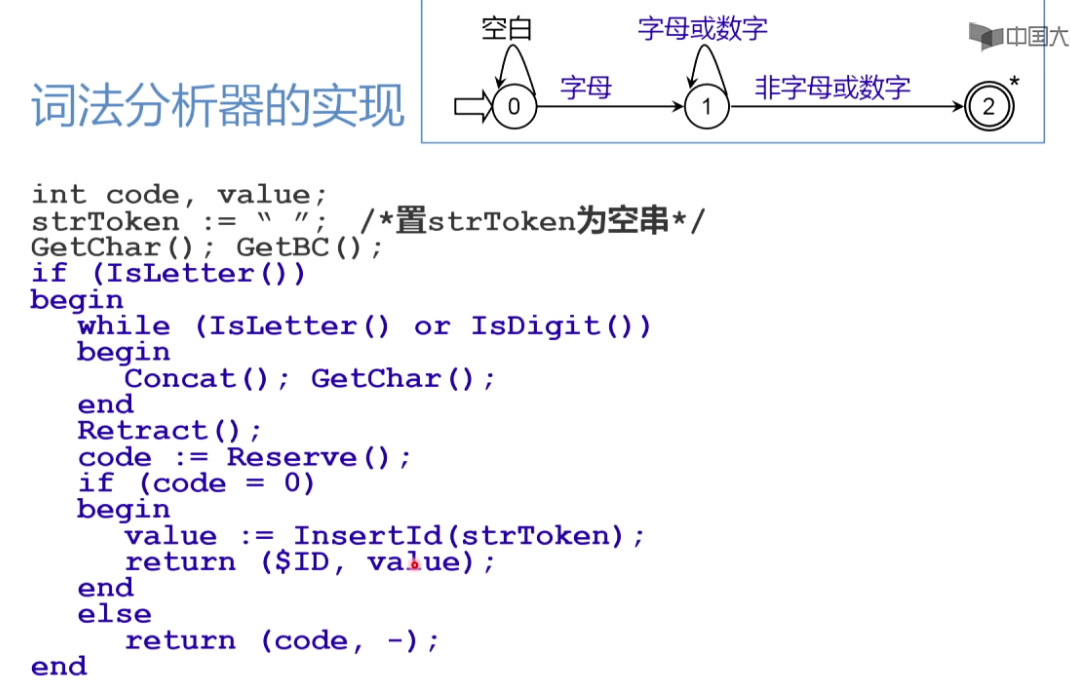 空白
字母或数字
中国大
词法分析器的实现
字母
非字母或数字
*
0
1
2
int code, value;
strToken := “ ”; /*置strToken为空串*/
GetChar(); GetBC();
if (IsLetter())
begin
while (IsLetter() or IsDigit())
begin
Concat(); GetChar();
end
Retract();
code := Reserve();
if (code = 0)
begin
value := InsertId(strToken);
return ($ID, value);
end
else
return (code, -);
end